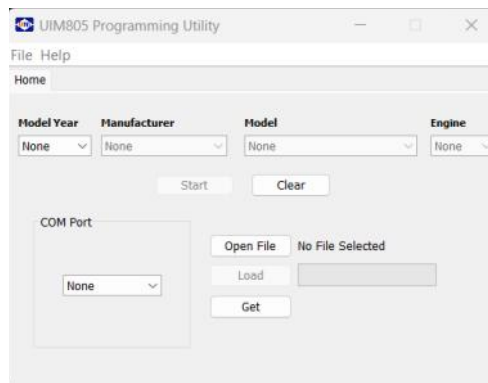 UIM805 Programming Utility
File Help
Home
Model Year Manufacturer Model Engine
None None None None
Start Clear
COM Port
Open File No File Selected
None Load
Get